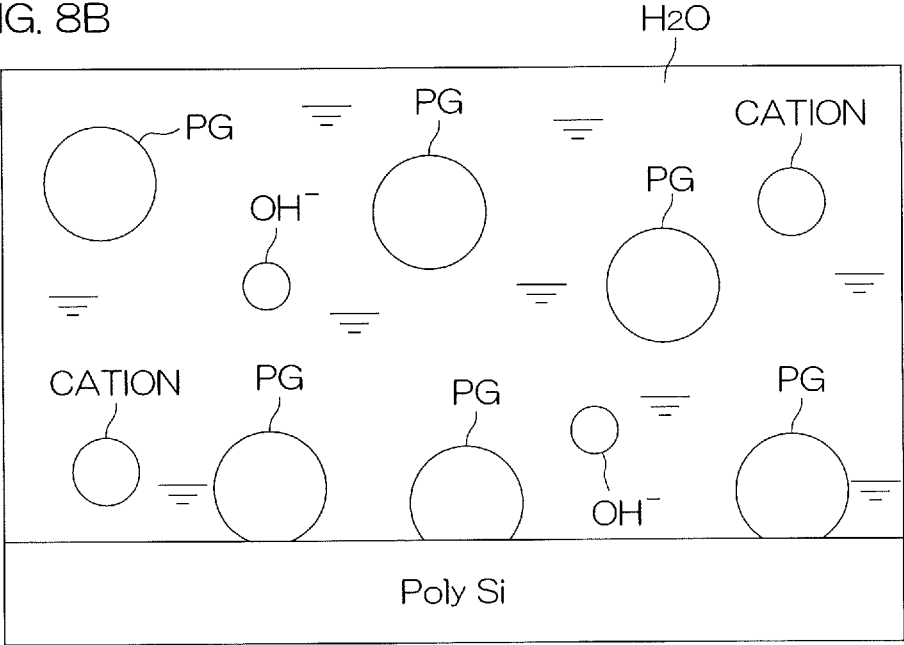 IG. 8B
H2O
PG
PG
CATION
OH⁻
PG
CATION
PG
PG
PG
OH⁻
Poly Si